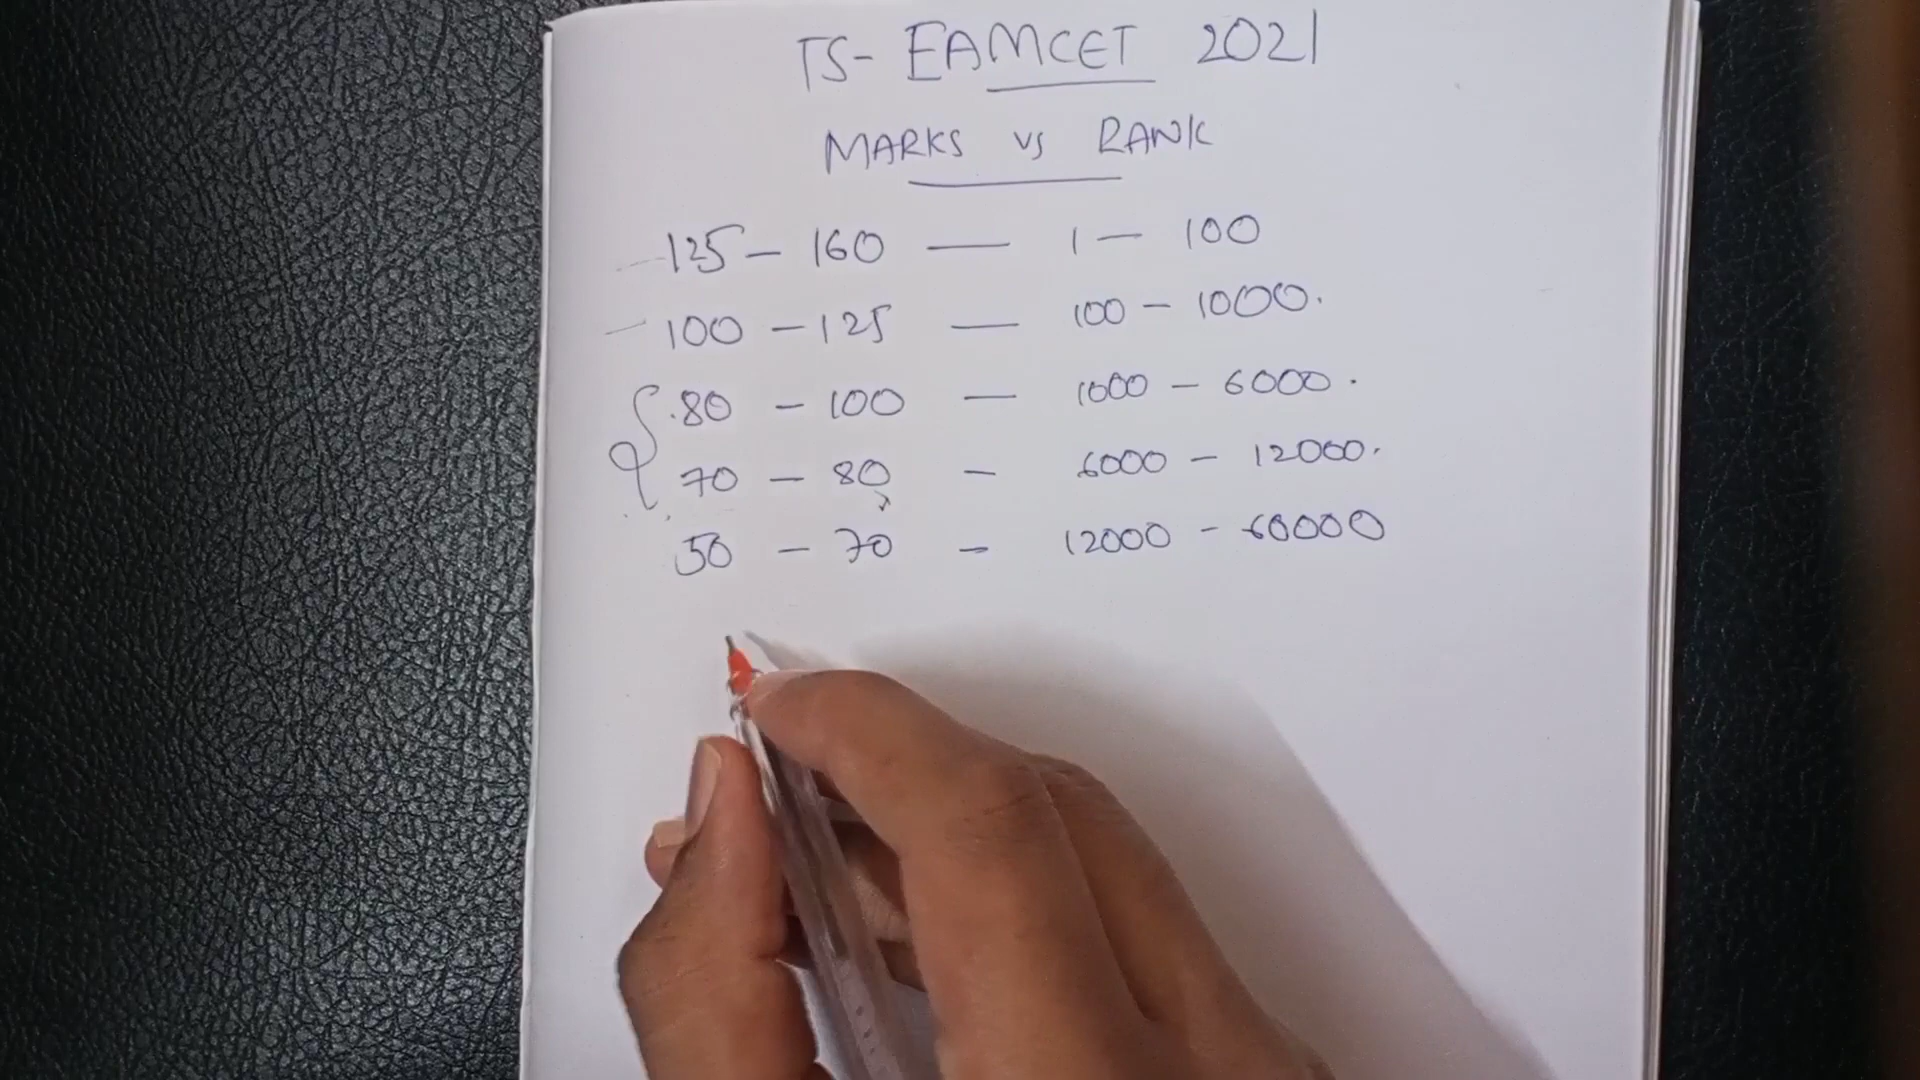 TS- EAMCET 2021
MARKS vs RANK
125 – 160 — 1 — 100
100 – 125 — 100 – 1000.
80 – 100 — 1000 – 6000.
70 – 80 – 6000 – 12000.
50 – 70 – 12000 – 60000